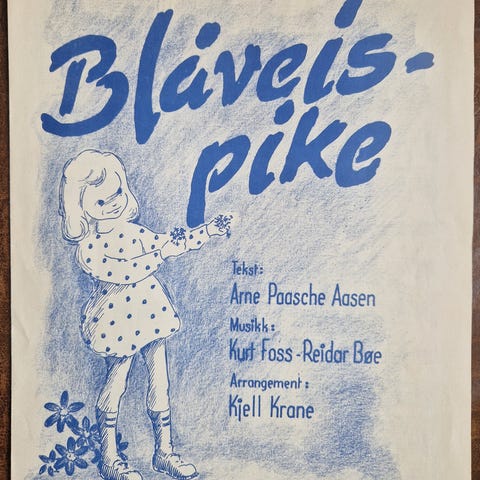 Blåveis-
pike
Tekst:
Arne Paasche Aasen
Musikk:
Kurt Foss-Reidar Bøe
Arrangement:
Kjell Krane